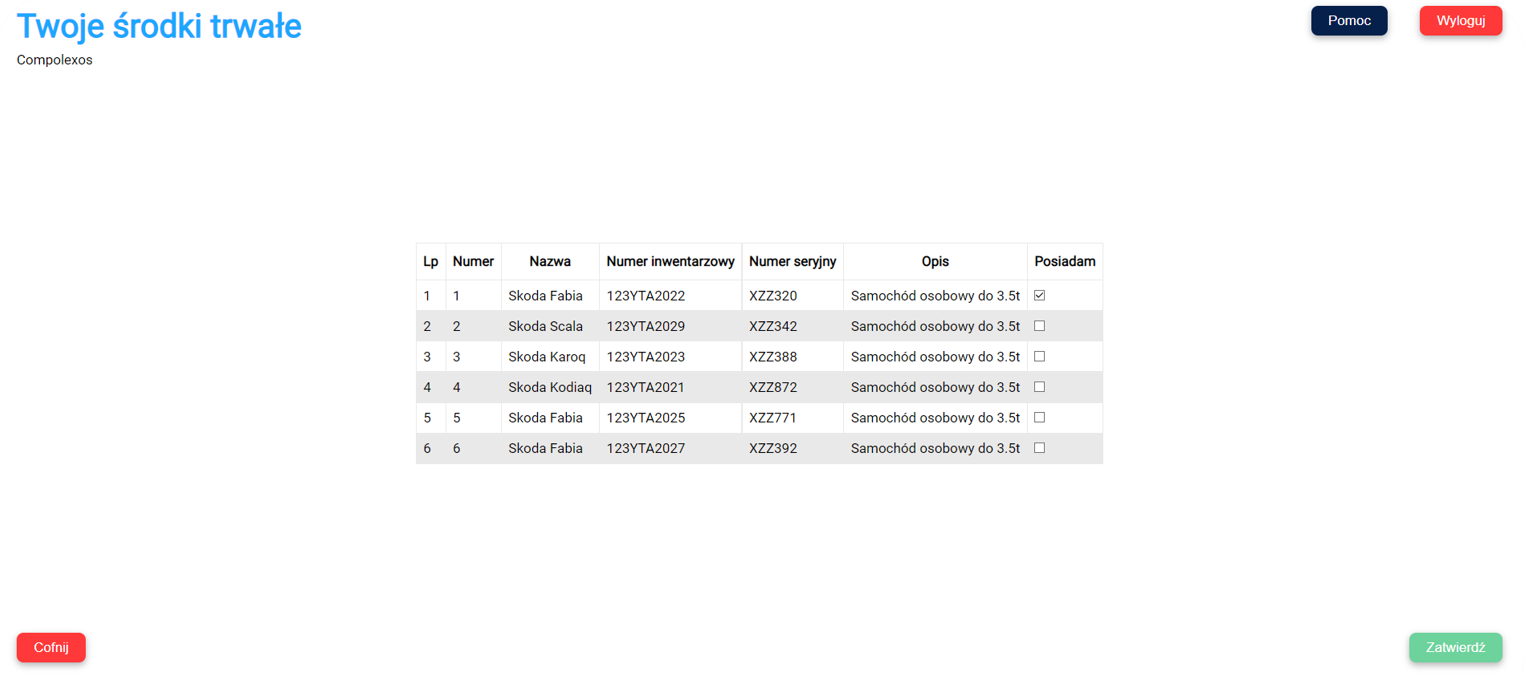 Twoje środki trwałe
Pomoc
Wyloguj
Compolexos
Lp Numer Nazwa Numer inwentarzowy Numer seryjny Opis Posiadam
1 1 Skoda Fabia 123YTA2022 XZZ320 Samochód osobowy do 3.5t
2 2 Skoda Scala 123YTA2029 XZZ342 Samochód osobowy do 3.5t
3 3 Skoda Karoq 123YTA2023 XZZ388 Samochód osobowy do 3.5t
4 4 Skoda Kodiaq 123YTA2021 XZZ872 Samochód osobowy do 3.5t
5 5 Skoda Fabia 123YTA2025 XZZ771 Samochód osobowy do 3.5t
6 6 Skoda Fabia 123YTA2027 XZZ392 Samochód osobowy do 3.5t
Cofnij
Zatwierdź